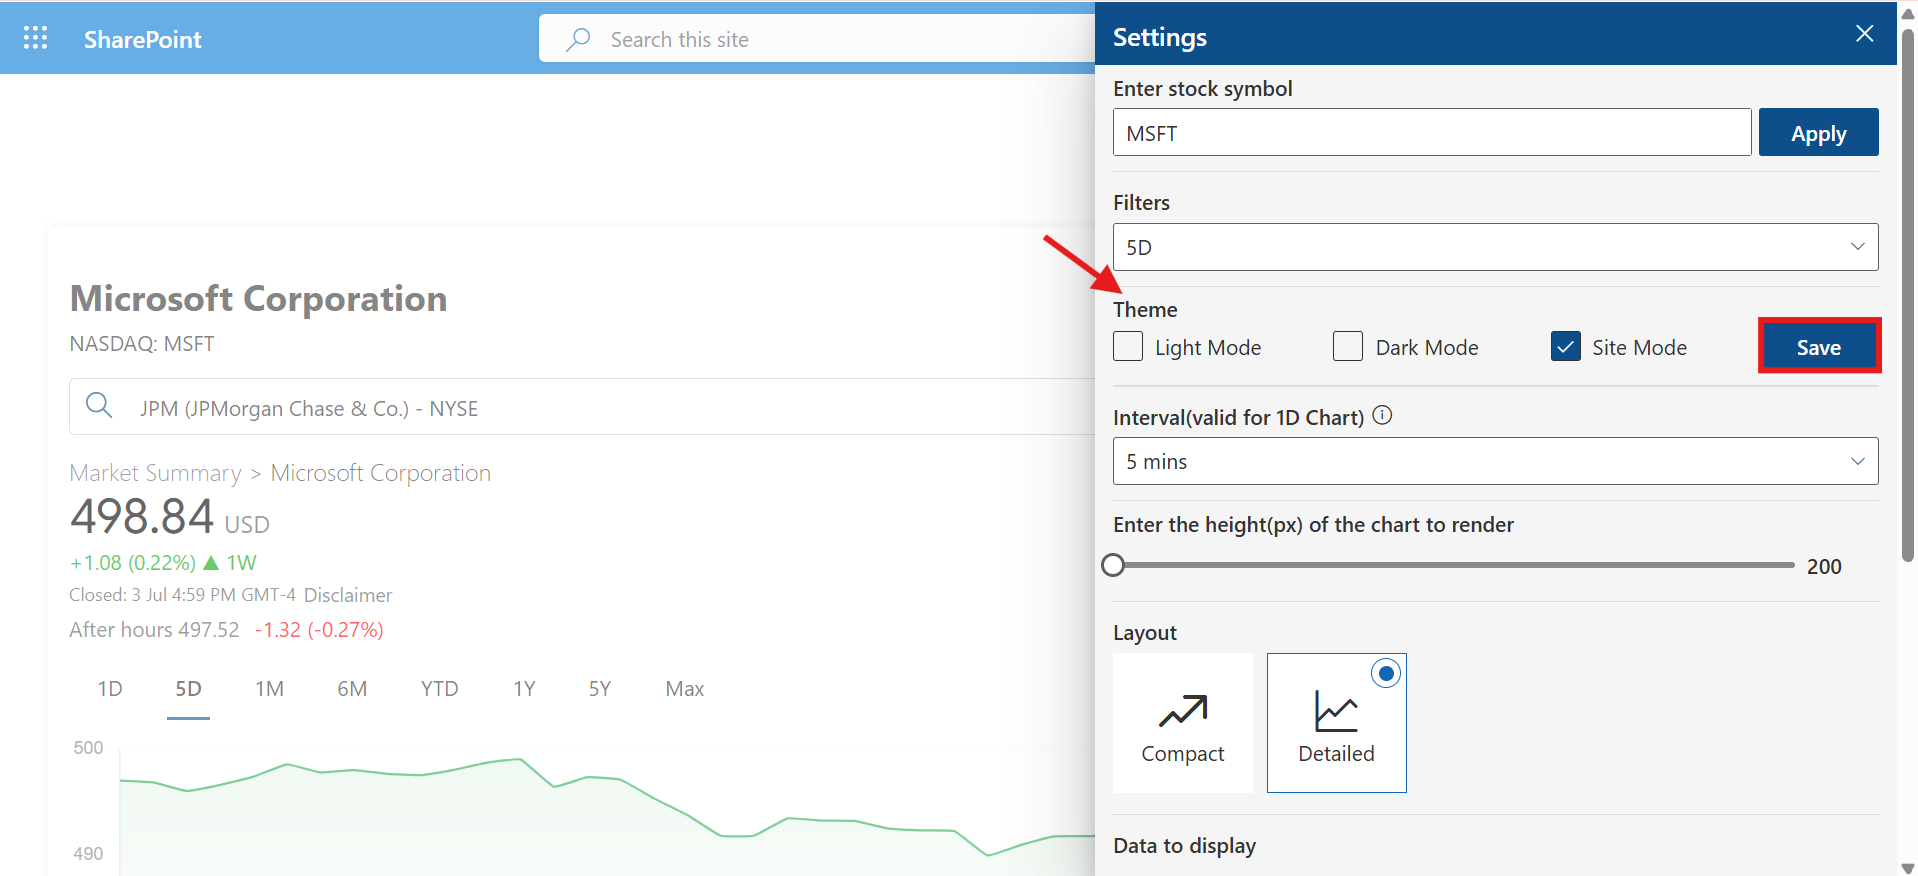 SharePoint
Search this site
Microsoft Corporation
NASDAQ: MSFT
JPM (JPMorgan Chase & Co.) - NYSE
Market Summary > Microsoft Corporation
498.84 USD
+1.08 (0.22%) ▲ 1W
Closed: 3 Jul 4:59 PM GMT-4 Disclaimer
After hours 497.52 -1.32 (-0.27%)
1D 5D 1M 6M YTD 1Y 5Y Max
500
490
Settings
Enter stock symbol
MSFT Apply
Filters
5D
Theme
Light Mode Dark Mode Site Mode Save
Interval(valid for 1D Chart)
5 mins
Enter the height(px) of the chart to render
200
Layout
Compact Detailed
Data to display